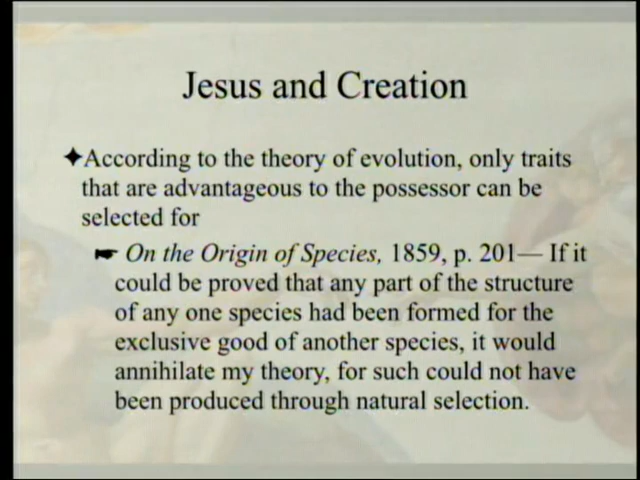 Jesus and Creation
✦According to the theory of evolution, only traits
that are advantageous to the possessor can be
selected for
☛ On the Origin of Species, 1859, p. 201— If it
could be proved that any part of the structure
of any one species had been formed for the
exclusive good of another species, it would
annihilate my theory, for such could not have
been produced through natural selection.